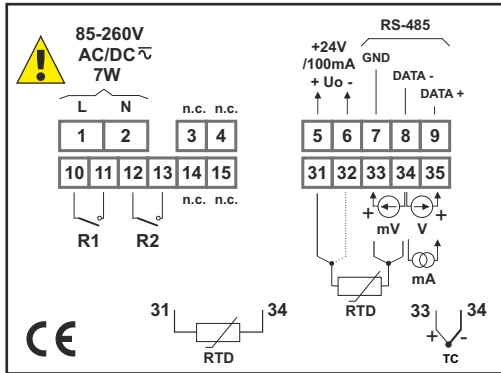 85-260V
AC/DC
7W
L N
n.c. n.c.
1 2 3 4
10 11 12 13 14 15
n.c. n.c.
R1 R2
RS-485
+24V
/100mA
+ Uo -
GND
DATA -
DATA +
5 6 7 8 9
31 32 33 34 35
+ mV V +
mA
RTD
31 34
RTD
33 34
+ -
TC
CE